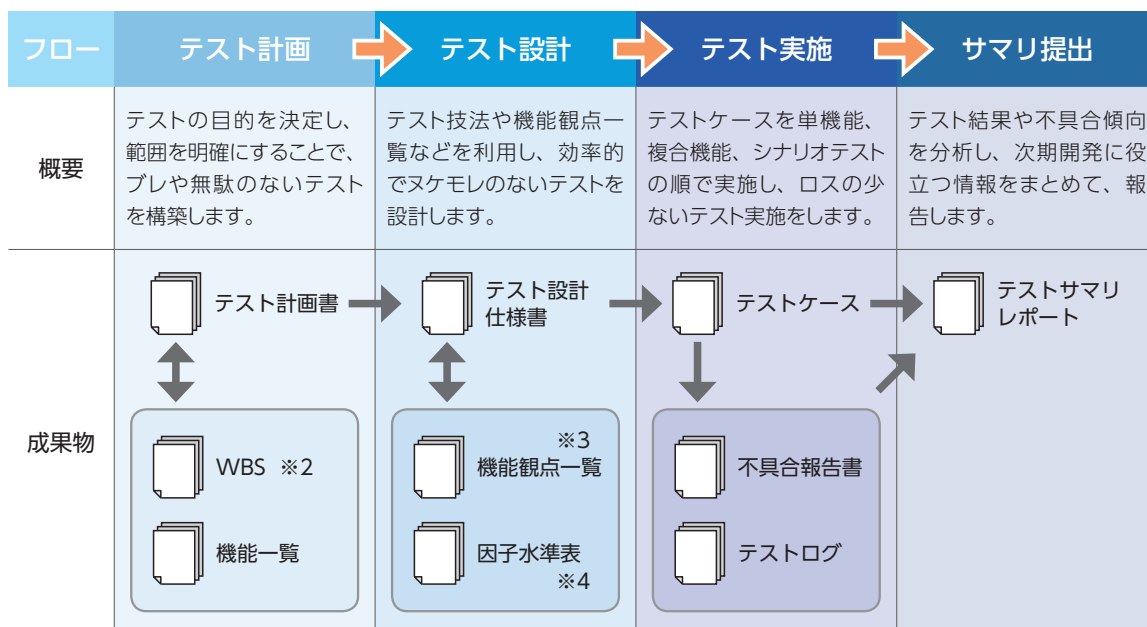 フロー
テスト計画
テスト設計
テスト実施
サマリ提出
概要
テストの目的を決定し、
範囲を明確にすることで、
ブレや無駄のないテスト
を構築します。
テスト技法や機能観点一
覧などを利用し、効率的
でヌケモレのないテストを
設計します。
テストケースを単機能、
複合機能、シナリオテスト
の順で実施し、ロスの少
ないテスト実施をします。
テスト結果や不具合傾向
を分析し、次期開発に役
立つ情報をまとめて、報
告します。
成果物
テスト計画書
テスト設計
仕様書
テストケース
テストサマリ
レポート
WBS ※2
機能一覧
※3
機能観点一覧
因子水準表
※4
不具合報告書
テストログ